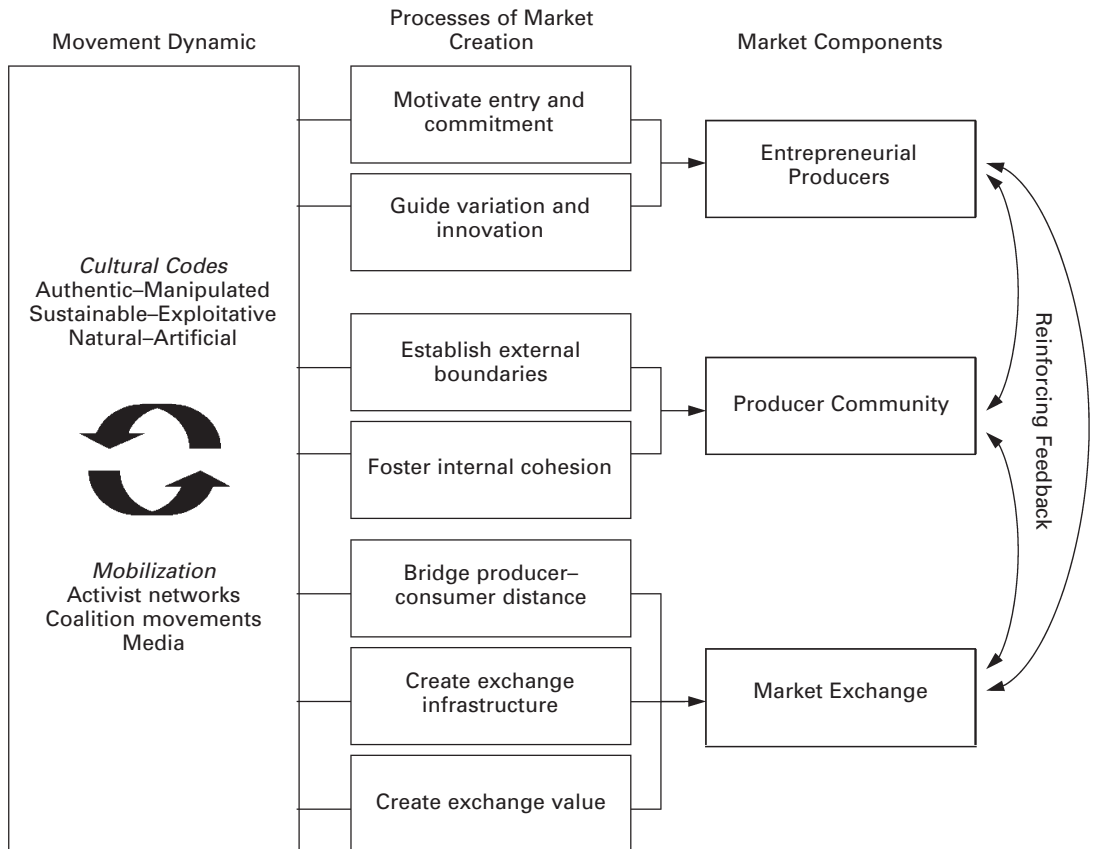 Movement Dynamic
Processes of Market
Creation
Market Components
Cultural Codes
Authentic–Manipulated
Sustainable–Exploitative
Natural–Artificial
Mobilization
Activist networks
Coalition movements
Media
Motivate entry and
commitment
Guide variation and
innovation
Establish external
boundaries
Foster internal cohesion
Bridge producer–
consumer distance
Create exchange
infrastructure
Create exchange value
Entrepreneurial
Producers
Producer Community
Market Exchange
Reinforcing Feedback